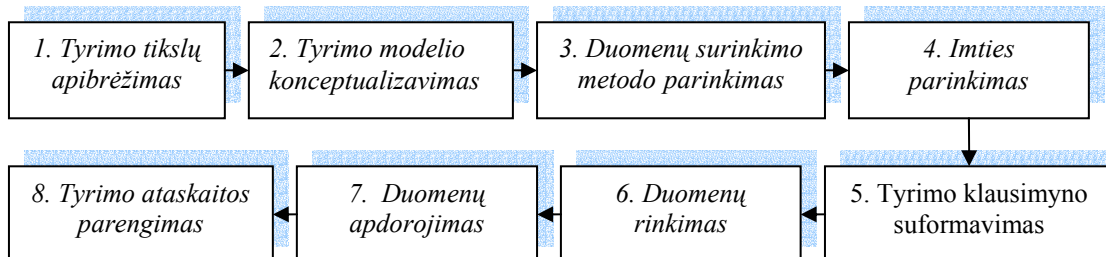 1. Tyrimo tikslų
apibrėžimas
2. Tyrimo modelio
konceptualizavimas
3. Duomenų surinkimo
metodo parinkimas
4. Imties
parinkimas
5. Tyrimo klausimyno
suformavimas
6. Duomenų
rinkimas
7. Duomenų
apdorojimas
8. Tyrimo ataskaitos
parengimas